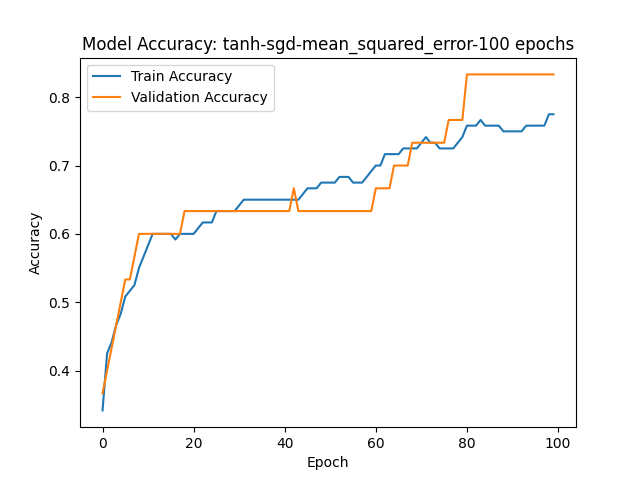 Model Accuracy: tanh-sgd-mean_squared_error-100 epochs
Train Accuracy
Validation Accuracy
0.8
0.7
0.6
0.5
0.4
Accuracy
0 20 40 60 80 100
Epoch